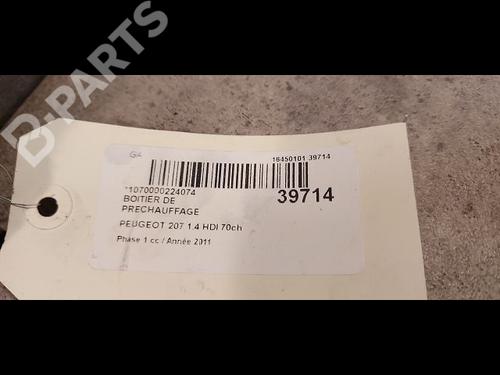 B-PARTS
G4
16450101 39714
*1070000224074
39714
BOITIER DE
PRECHAUFFAGE
PEUGEOT 207 1.4 HDI 70ch
Phase 1 cc / Année 2011